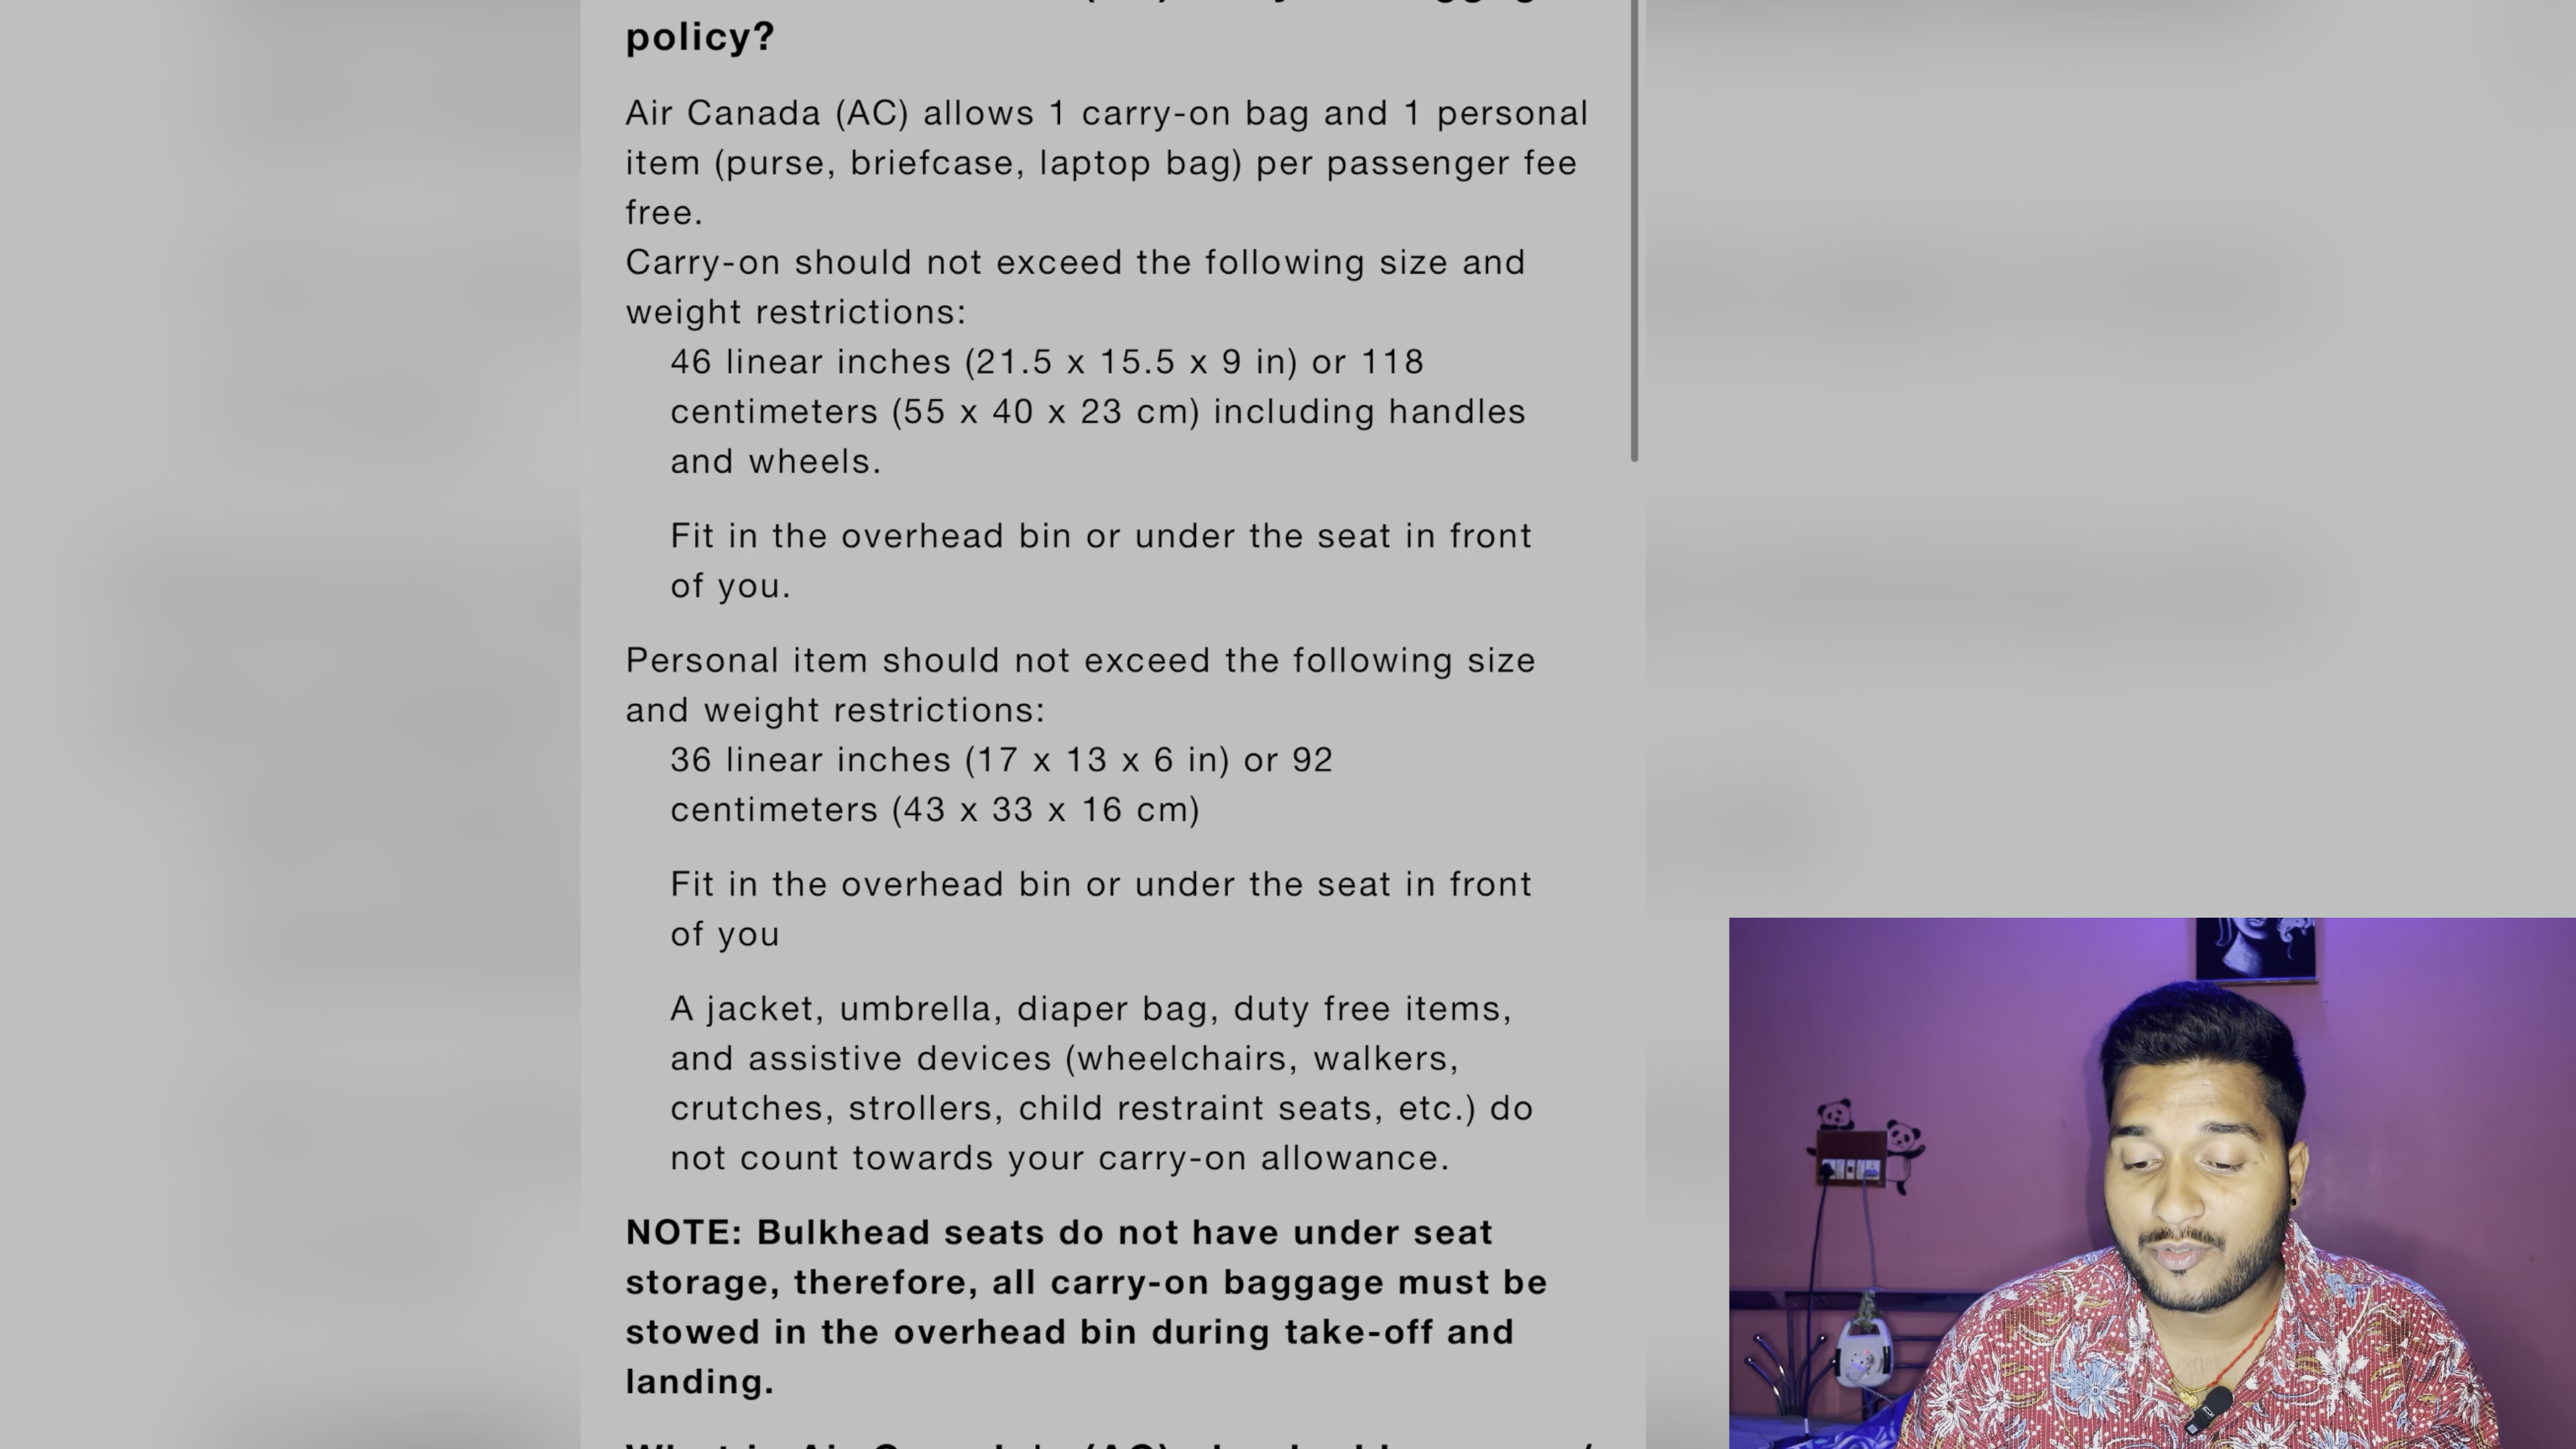 policy?
Air Canada (AC) allows 1 carry-on bag and 1 personal
item (purse, briefcase, laptop bag) per passenger fee
free.
Carry-on should not exceed the following size and
weight restrictions:
46 linear inches (21.5 x 15.5 x 9 in) or 118
centimeters (55 x 40 x 23 cm) including handles
and wheels.
Fit in the overhead bin or under the seat in front
of you.
Personal item should not exceed the following size
and weight restrictions:
36 linear inches (17 x 13 x 6 in) or 92
centimeters (43 x 33 x 16 cm)
Fit in the overhead bin or under the seat in front
of you
A jacket, umbrella, diaper bag, duty free items,
and assistive devices (wheelchairs, walkers,
crutches, strollers, child restraint seats, etc.) do
not count towards your carry-on allowance.
NOTE: Bulkhead seats do not have under seat
storage, therefore, all carry-on baggage must be
stowed in the overhead bin during take-off and
landing.